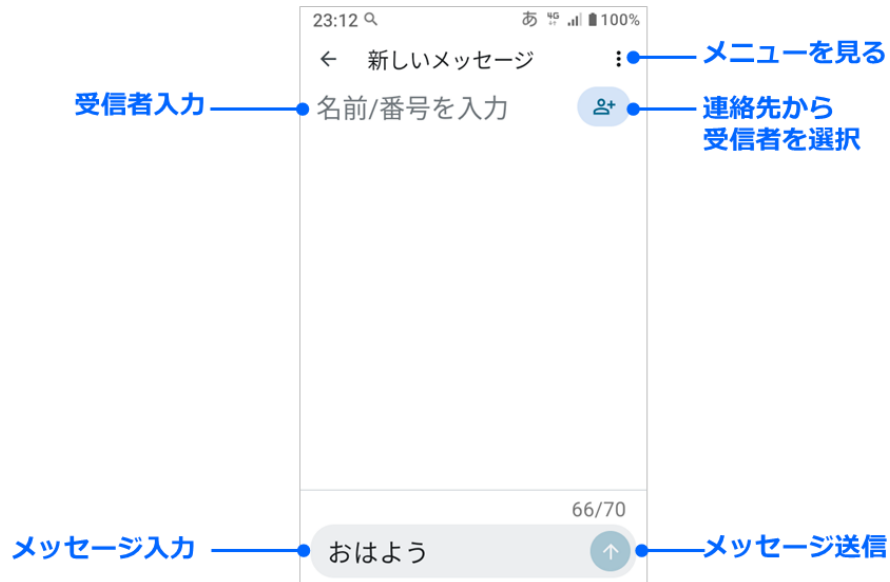 23:12
あ 4G 100%
← 新しいメッセージ
メニューを見る
受信者入力
名前/番号を入力
連絡先から
受信者を選択
66/70
メッセージ入力
おはよう
メッセージ送信